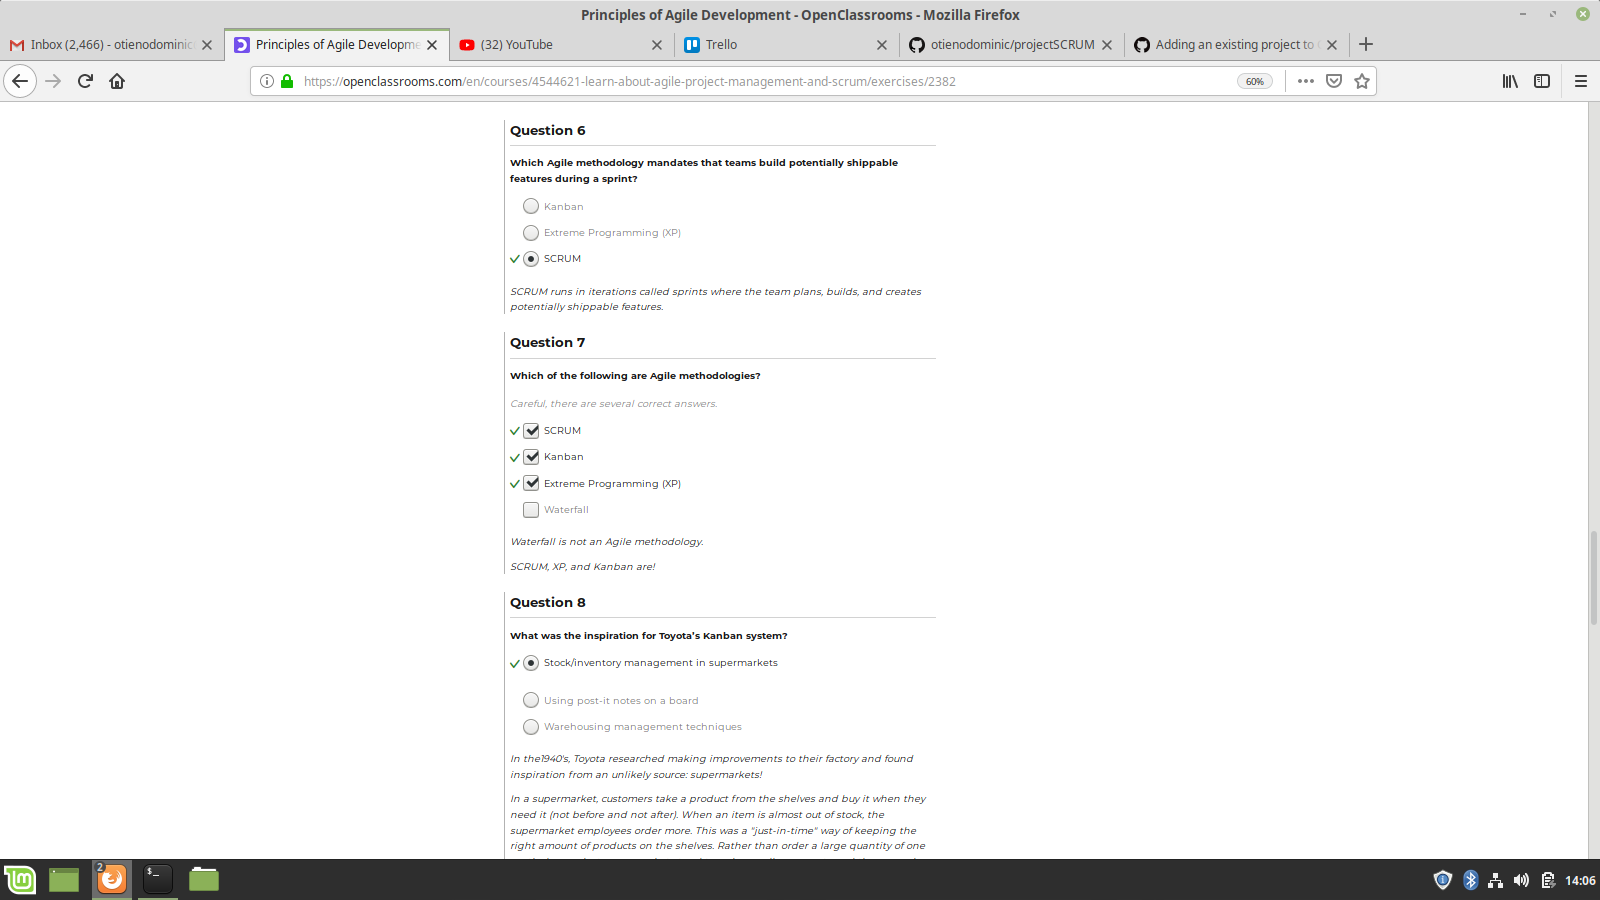 Principles of Agile Development - OpenClassrooms - Mozilla Firefox
Inbox (2,466) - otienodominic
Principles of Agile Developme
(32) YouTube
Trello
otienodominic/projectSCRUM
Adding an existing project to
https://openclassrooms.com/en/courses/4544621-learn-about-agile-project-management-and-scrum/exercises/2382
60%
Question 6
Which Agile methodology mandates that teams build potentially shippable
features during a sprint?
Kanban
Extreme Programming (XP)
SCRUM
SCRUM runs in iterations called sprints where the team plans, builds, and creates
potentially shippable features.
Question 7
Which of the following are Agile methodologies?
Careful, there are several correct answers.
SCRUM
Kanban
Extreme Programming (XP)
Waterfall
Waterfall is not an Agile methodology.
SCRUM, XP, and Kanban are!
Question 8
What was the inspiration for Toyota's Kanban system?
Stock/inventory management in supermarkets
Using post-it notes on a board
Warehousing management techniques
In the1940's, Toyota researched making improvements to their factory and found
inspiration from an unlikely source: supermarkets!
In a supermarket, customers take a product from the shelves and buy it when they
need it (not before and not after). When an item is almost out of stock, the
supermarket employees order more. This was a "just-in-time" way of keeping the
right amount of products on the shelves. Rather than order a large quantity of one
2
$_
14:06